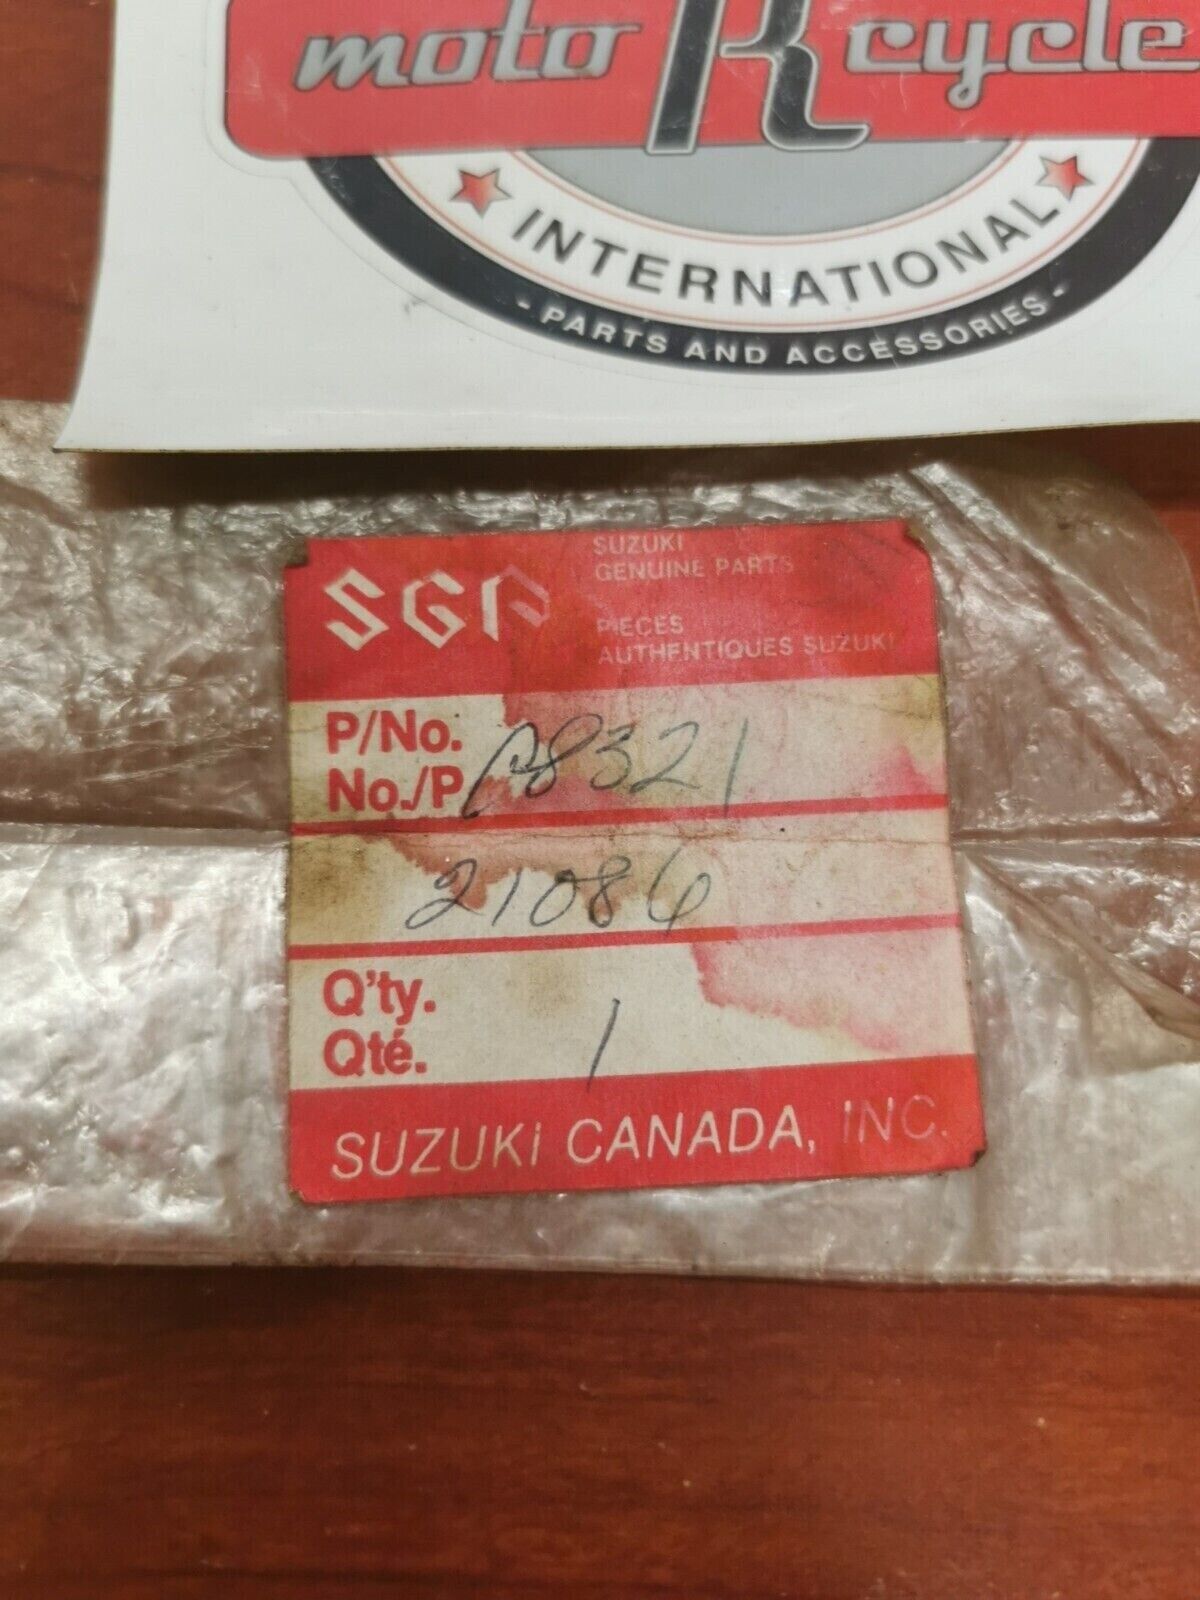 moto R cycle
INTERNATIONAL
- PARTS AND ACCESSORIES -
SGP
SUZUKI
GENUINE PARTS
PIECES
AUTHENTIQUES SUZUKI
P/No.
No./P
A8321
21086
Q'ty.
Qté.
1
SUZUKI CANADA, INC.